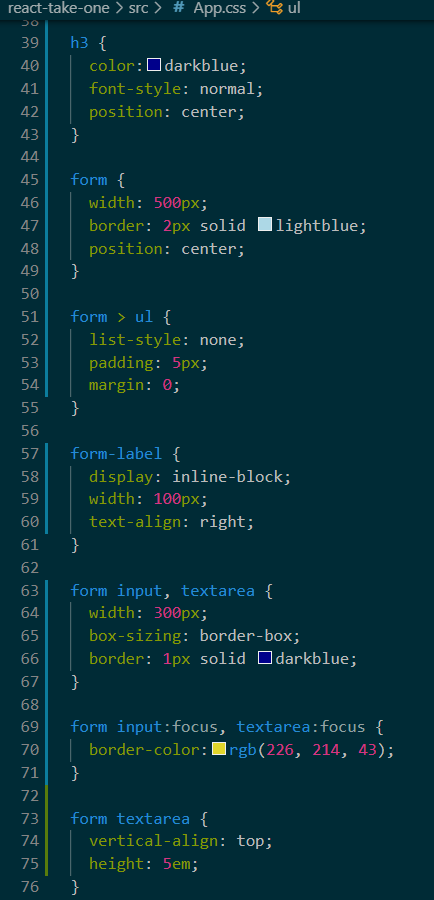 react-take-one > src > # App.css > ul
38
39 h3 {
40 color: darkblue;
41 font-style: normal;
42 position: center;
43 }
44
45 form {
46 width: 500px;
47 border: 2px solid lightblue;
48 position: center;
49 }
50
51 form > ul {
52 list-style: none;
53 padding: 5px;
54 margin: 0;
55 }
56
57 form-label {
58 display: inline-block;
59 width: 100px;
60 text-align: right;
61 }
62
63 form input, textarea {
64 width: 300px;
65 box-sizing: border-box;
66 border: 1px solid darkblue;
67 }
68
69 form input:focus, textarea:focus {
70 border-color: rgb(226, 214, 43);
71 }
72
73 form textarea {
74 vertical-align: top;
75 height: 5em;
76 }